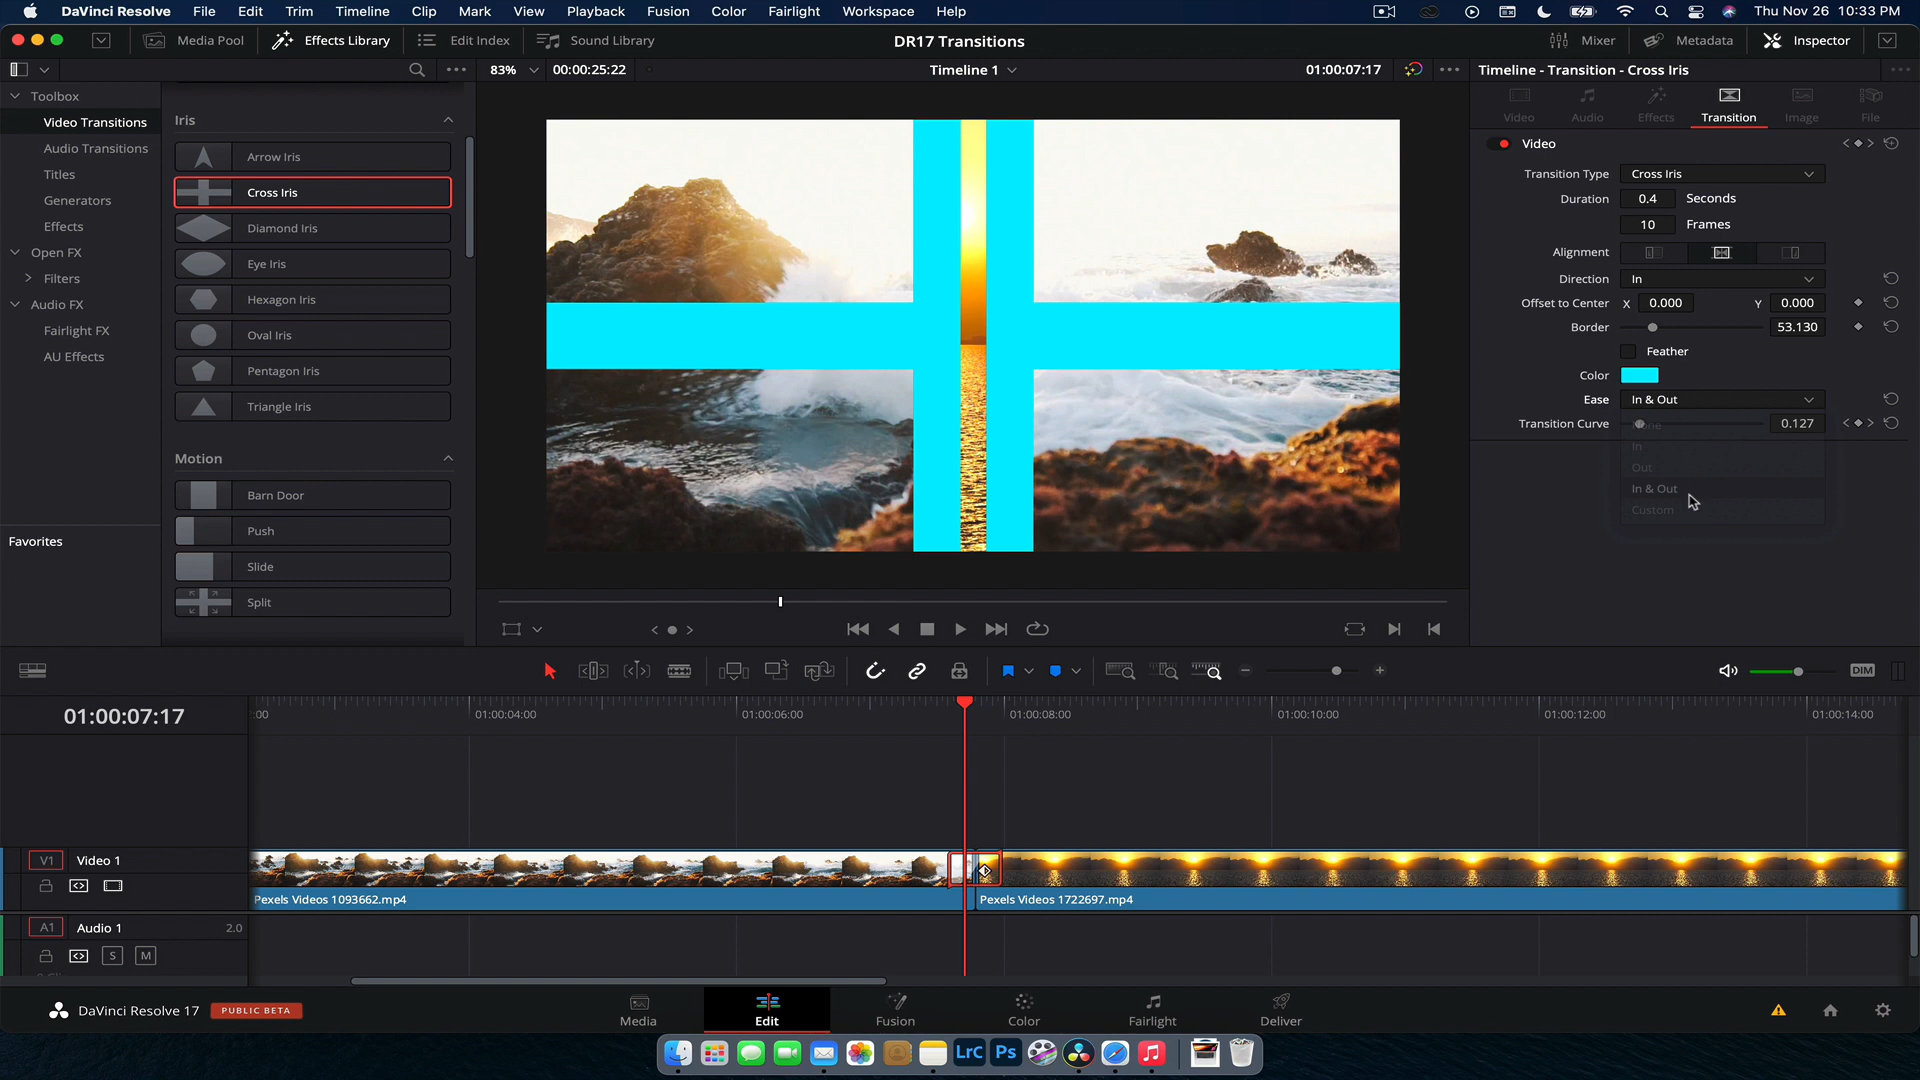 DaVinci Resolve File Edit Trim Timeline Clip Mark View Playback Fusion Color Fairlight Workspace Help Thu Nov 26 10:33 PM
Media Pool Effects Library Edit Index Sound Library DR17 Transitions Mixer Metadata Inspector
83% 00:00:25:22 Timeline 1 01:00:07:17 Timeline - Transition - Cross Iris
Toolbox
Video Transitions
Audio Transitions
Titles
Generators
Effects
Open FX
Filters
Audio FX
Fairlight FX
AU Effects
Favorites
Iris
Arrow Iris
Cross Iris
Diamond Iris
Eye Iris
Hexagon Iris
Oval Iris
Pentagon Iris
Triangle Iris
Motion
Barn Door
Push
Slide
Split
Video Audio Effects Transition Image File
Video
Transition Type Cross Iris
Duration 0.4 Seconds
10 Frames
Alignment
Direction In
Offset to Center X 0.000 Y 0.000
Border 53.130
Feather
Color
Ease In & Out
Transition Curve 0.127
In
Out
In & Out
Custom
DIM
01:00:07:17
:00 01:00:04:00 01:00:06:00 01:00:08:00 01:00:10:00 01:00:12:00 01:00:14:00
V1 Video 1
Pexels Videos 1093662.mp4 Pexels Videos 1722697.mp4
A1 Audio 1 2.0
S M
DaVinci Resolve 17 PUBLIC BETA
Media Edit Fusion Color Fairlight Deliver
LrC Ps